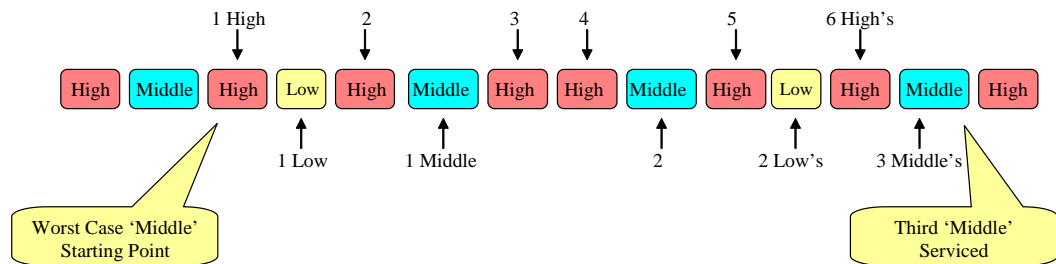 1 High 2 3 4 5 6 High's
High Middle High Low High Middle High High Middle High Low High Middle High
1 Low 1 Middle 2 2 Low's 3 Middle's
Worst Case ‘Middle’
Starting Point
Third ‘Middle’
Serviced